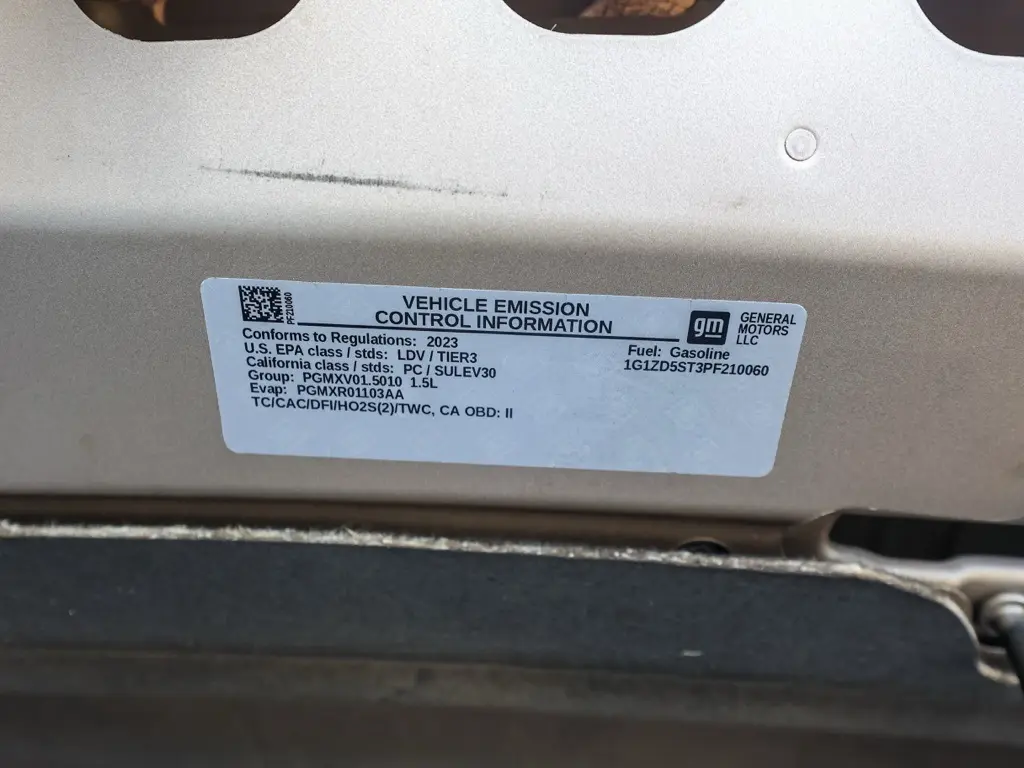 PF210060
VEHICLE EMISSION
CONTROL INFORMATION
gm
GENERAL
MOTORS
LLC
Conforms to Regulations: 2023
U.S. EPA class / stds: LDV / TIER3
California class / stds: PC / SULEV30
Group: PGMXV01.5010 1.5L
Evap: PGMXR01103AA
TC/CAC/DFI/HO2S(2)/TWC, CA OBD: II
Fuel: Gasoline
1G1ZD5ST3PF210060